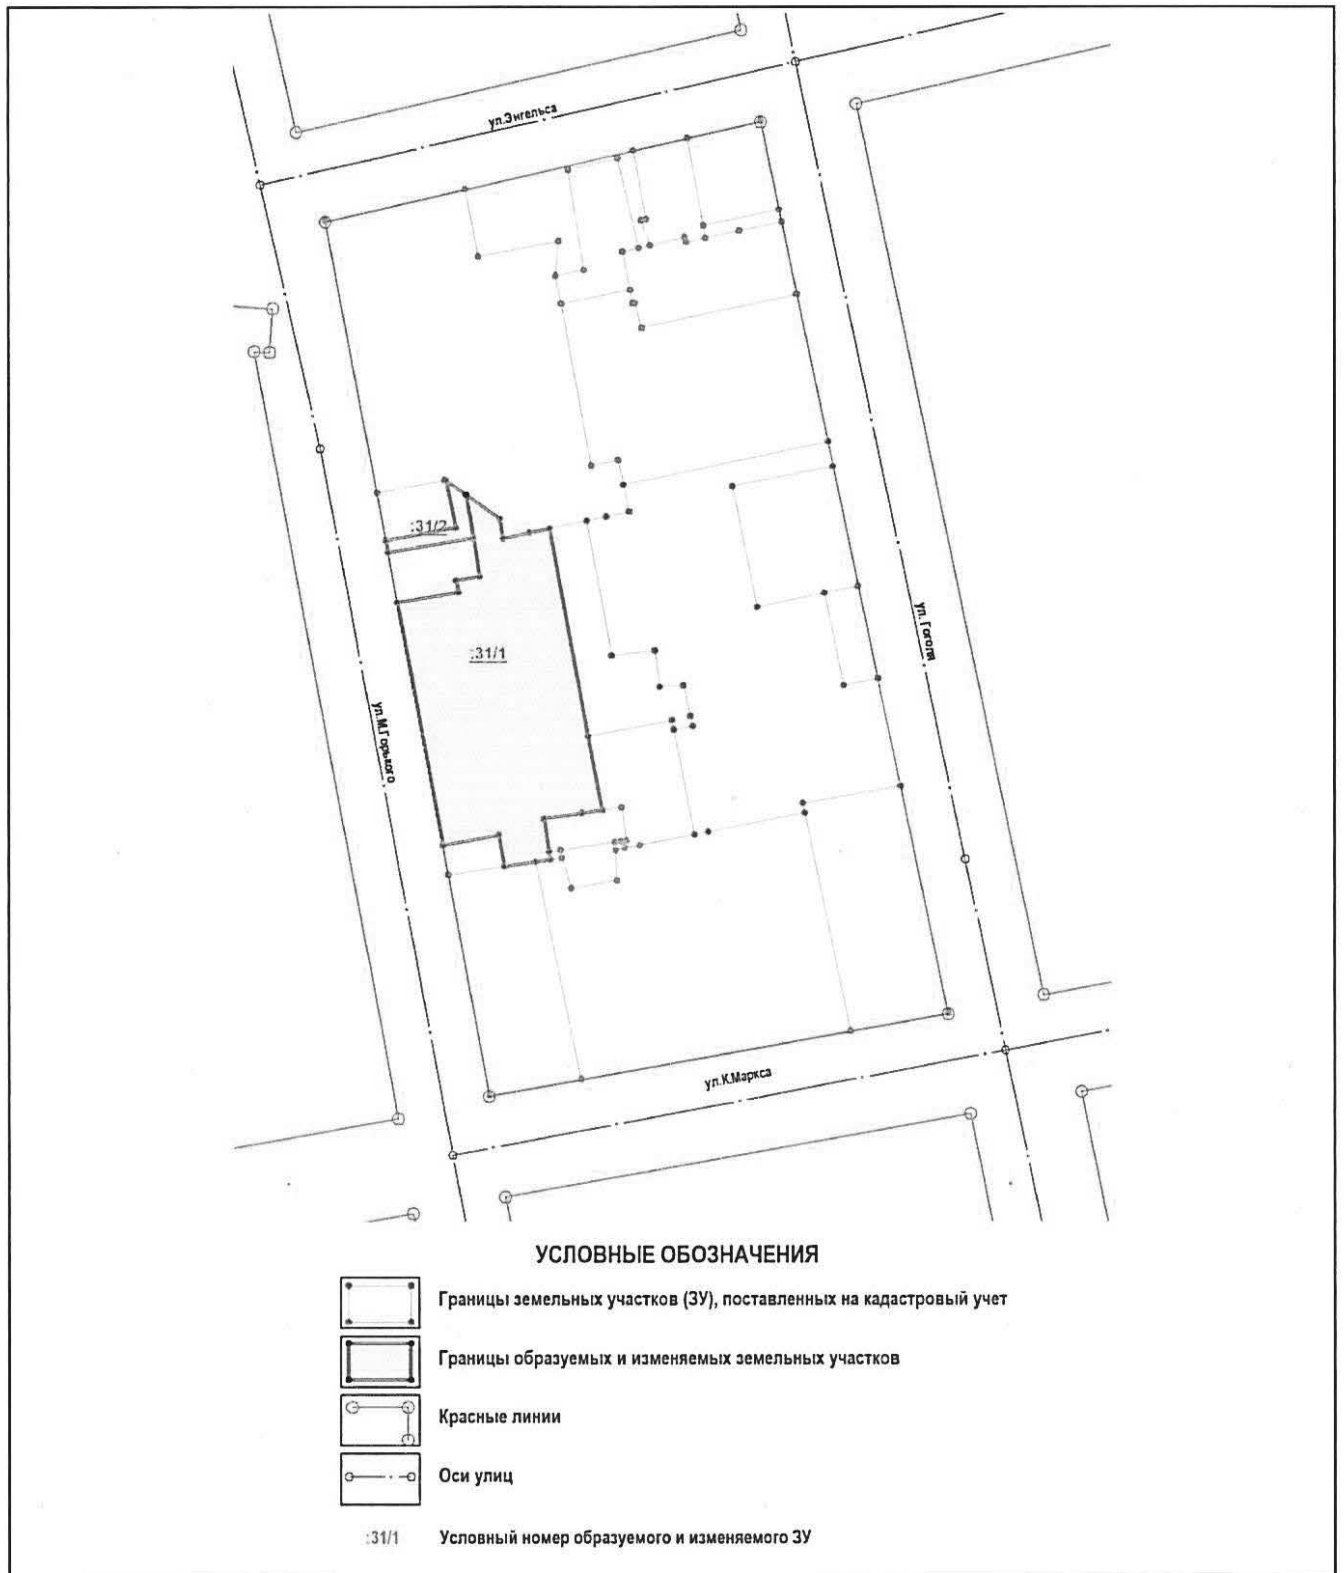 ул.Энгельса
:31/2
:31/1
ул. Гоголя
ул.М.Горького
ул.К.Маркса
УСЛОВНЫЕ ОБОЗНАЧЕНИЯ
Границы земельных участков (ЗУ), поставленных на кадастровый учет
Границы образуемых и изменяемых земельных участков
Красные линии
Оси улиц
:31/1 Условный номер образуемого и изменяемого ЗУ